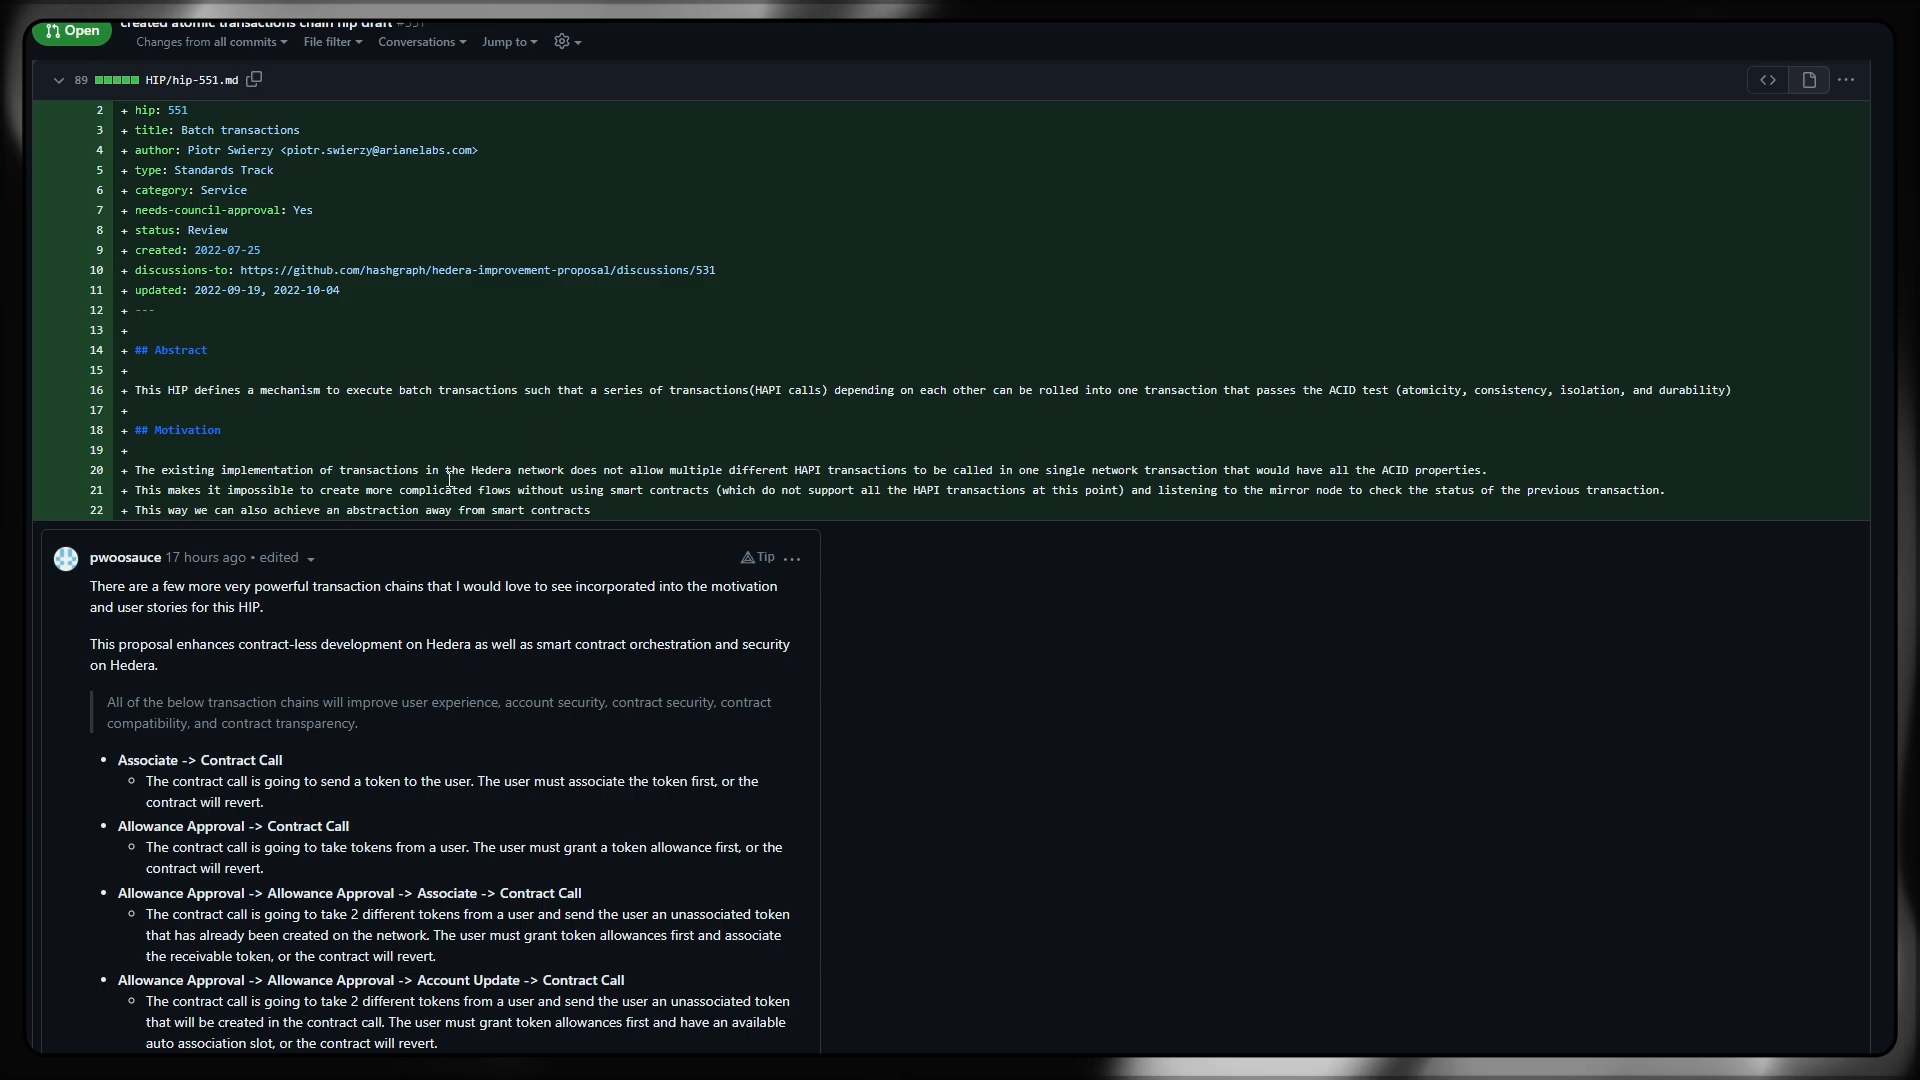 Open
created atomic transactions chain hip draft #551
Changes from all commits
File filter
Conversations
Jump to
89 HIP/hip-551.md
2 + hip: 551
3 + title: Batch transactions
4 + author: Piotr Swierzy <piotr.swierzy@arianelabs.com>
5 + type: Standards Track
6 + category: Service
7 + needs-council-approval: Yes
8 + status: Review
9 + created: 2022-07-25
10 + discussions-to: https://github.com/hashgraph/hedera-improvement-proposal/discussions/531
11 + updated: 2022-09-19, 2022-10-04
12 + ---
13 +
14 + ## Abstract
15 +
16 + This HIP defines a mechanism to execute batch transactions such that a series of transactions(HAPI calls) depending on each other can be rolled into one transaction that passes the ACID test (atomicity, consistency, isolation, and durability)
17 +
18 + ## Motivation
19 +
20 + The existing implementation of transactions in the Hedera network does not allow multiple different HAPI transactions to be called in one single network transaction that would have all the ACID properties.
21 + This makes it impossible to create more complicated flows without using smart contracts (which do not support all the HAPI transactions at this point) and listening to the mirror node to check the status of the previous transaction.
22 + This way we can also achieve an abstraction away from smart contracts
pwoosauce 17 hours ago • edited
Tip
There are a few more very powerful transaction chains that I would love to see incorporated into the motivation
and user stories for this HIP.
This proposal enhances contract-less development on Hedera as well as smart contract orchestration and security
on Hedera.
All of the below transaction chains will improve user experience, account security, contract security, contract
compatibility, and contract transparency.
• Associate -> Contract Call
The contract call is going to send a token to the user. The user must associate the token first, or the
contract will revert.
• Allowance Approval -> Contract Call
The contract call is going to take tokens from a user. The user must grant a token allowance first, or the
contract will revert.
• Allowance Approval -> Allowance Approval -> Associate -> Contract Call
The contract call is going to take 2 different tokens from a user and send the user an unassociated token
that has already been created on the network. The user must grant token allowances first and associate
the receivable token, or the contract will revert.
• Allowance Approval -> Allowance Approval -> Account Update -> Contract Call
The contract call is going to take 2 different tokens from a user and send the user an unassociated token
that will be created in the contract call. The user must grant token allowances first and have an available
auto association slot, or the contract will revert.